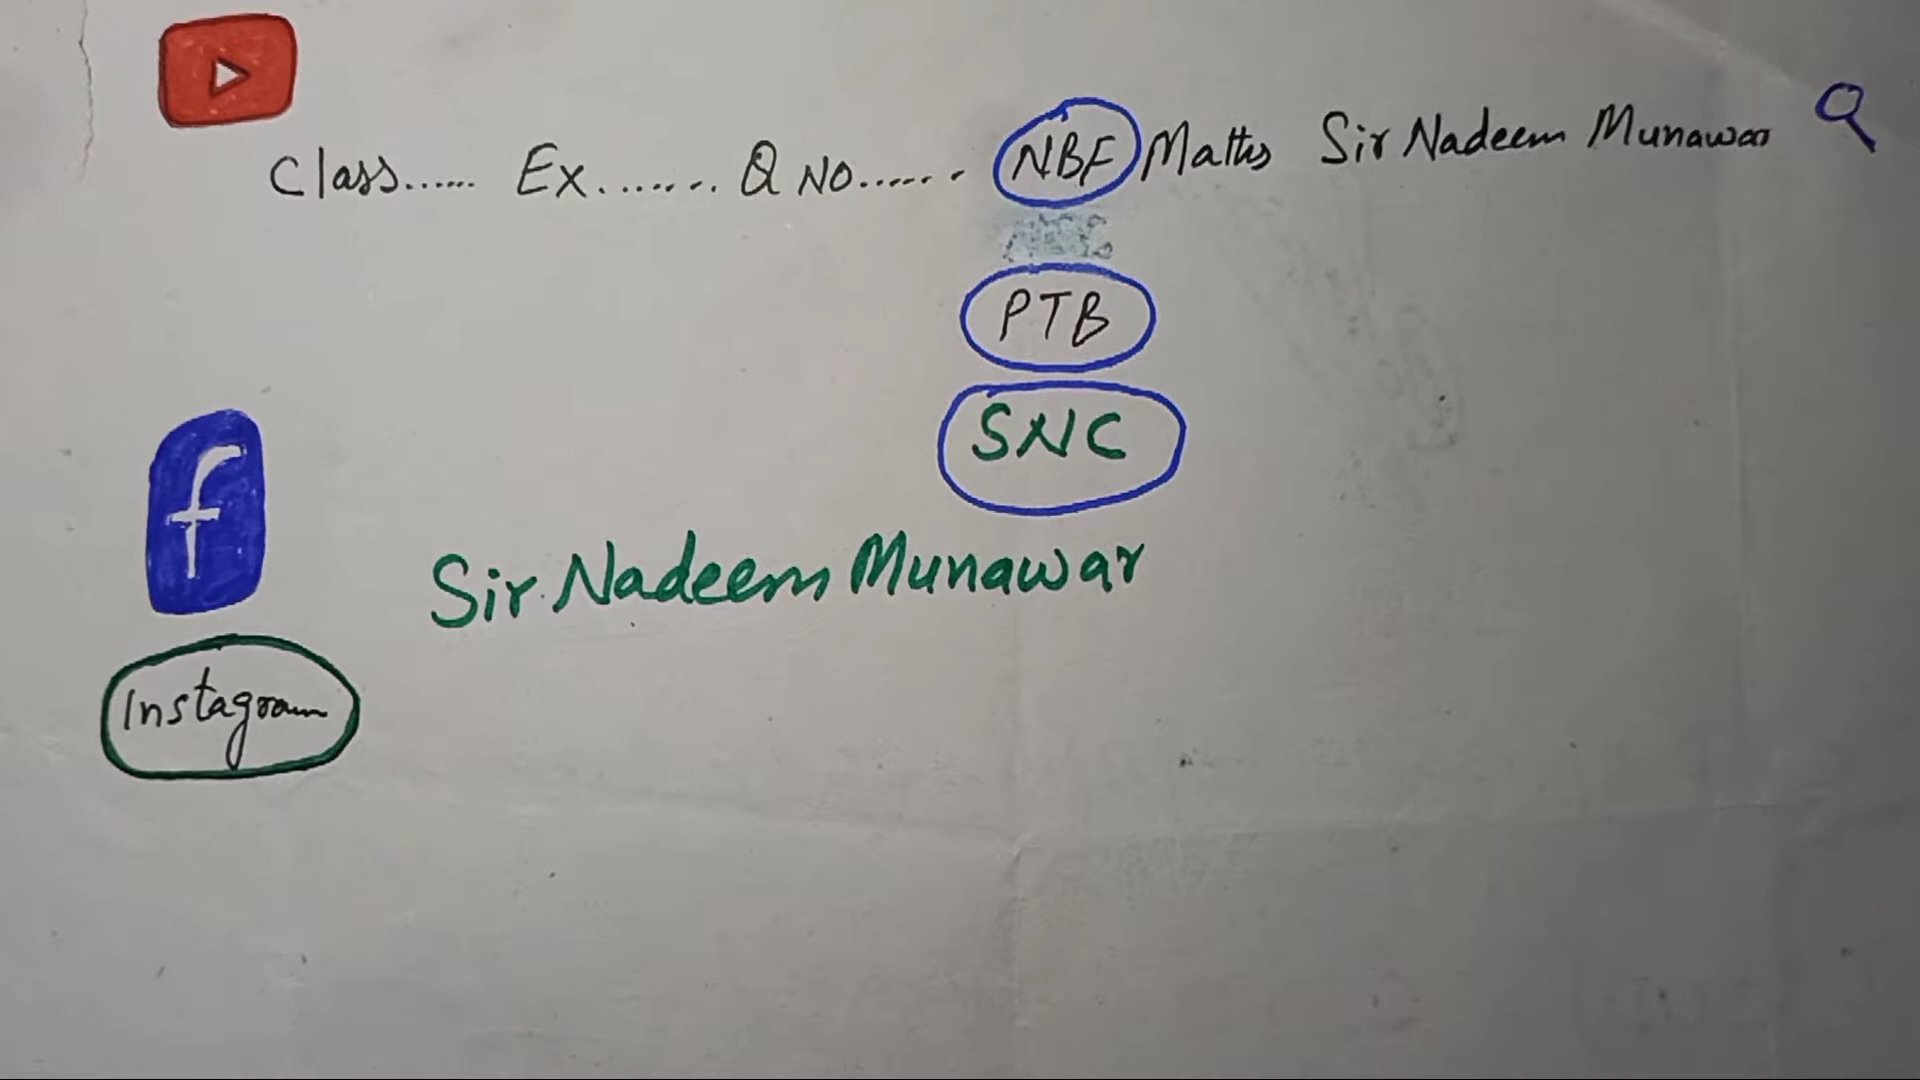 Class...... Ex....... Q No...... NBF Maths Sir Nadeem Munawar
PTB
SNC
f
Sir Nadeem Munawar
Instagram